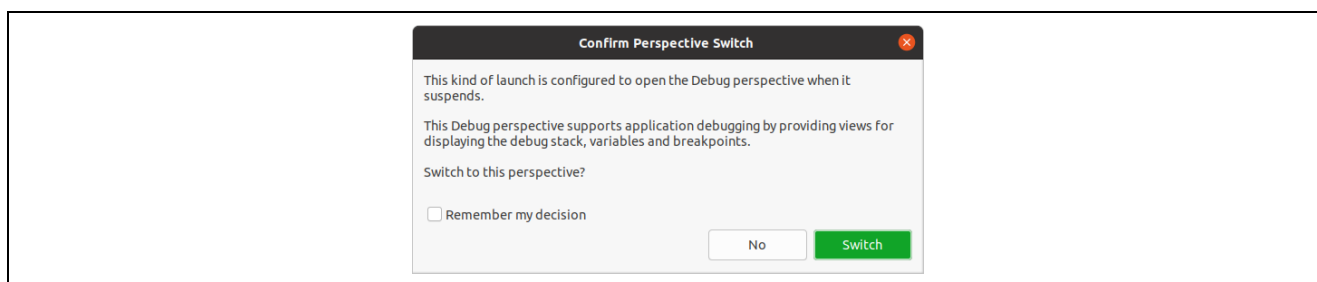 Confirm Perspective Switch
This kind of launch is configured to open the Debug perspective when it
suspends.
This Debug perspective supports application debugging by providing views for
displaying the debug stack, variables and breakpoints.
Switch to this perspective?
Remember my decision
No
Switch